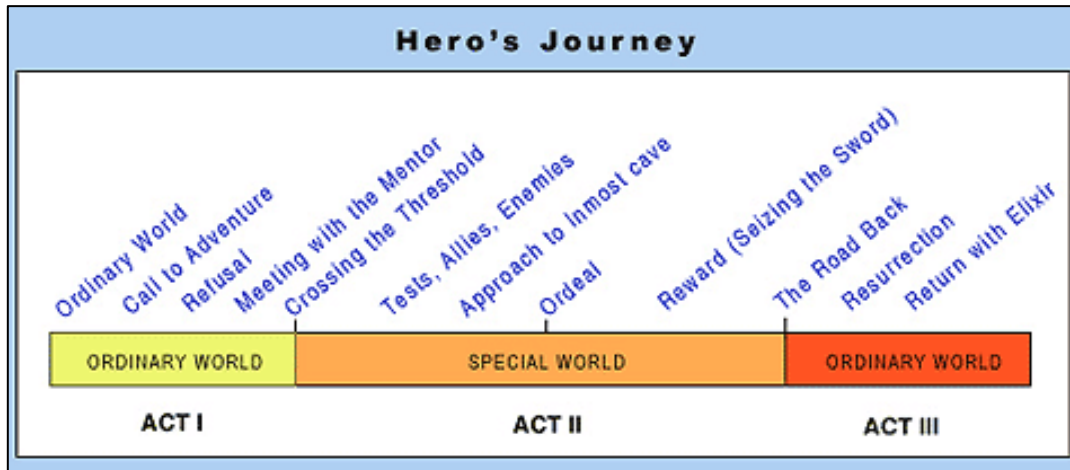 Hero's Journey
Ordinary World
Call to Adventure
Refusal
Meeting with the Mentor
Crossing the Threshold
Tests, Allies, Enemies
Approach to Inmost cave
Ordeal
Reward (Seizing the Sword)
The Road Back
Resurrection
Return with Elixir
ORDINARY WORLD
SPECIAL WORLD
ORDINARY WORLD
ACT I
ACT II
ACT III